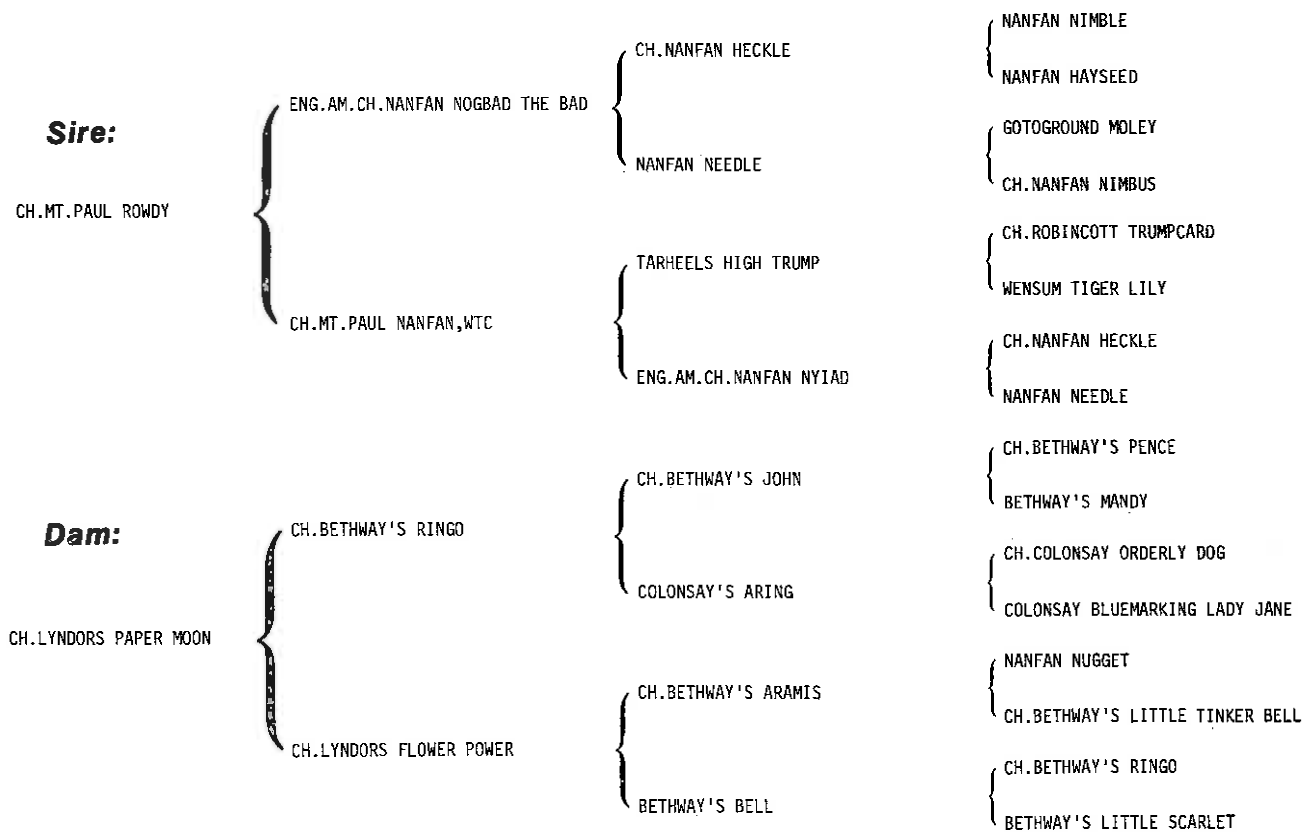 Sire:
CH.MT.PAUL ROWDY
ENG.AM.CH.NANFAN NOGBAD THE BAD
CH.MT.PAUL NANFAN,WTC
CH.NANFAN HECKLE
NANFAN NEEDLE
TARHEELS HIGH TRUMP
ENG.AM.CH.NANFAN NYIAD
NANFAN NIMBLE
NANFAN HAYSEED
GOTOGROUND MOLEY
CH.NANFAN NIMBUS
CH.ROBINCOTT TRUMPCARD
WENSUM TIGER LILY
CH.NANFAN HECKLE
NANFAN NEEDLE
Dam:
CH.LYNDORS PAPER MOON
CH.BETHWAY'S RINGO
CH.LYNDORS FLOWER POWER
CH.BETHWAY'S JOHN
COLONSAY'S ARING
CH.BETHWAY'S ARAMIS
BETHWAY'S BELL
CH.BETHWAY'S PENCE
BETHWAY'S MANDY
CH.COLONSAY ORDERLY DOG
COLONSAY BLUEMARKING LADY JANE
NANFAN NUGGET
CH.BETHWAY'S LITTLE TINKER BELL
CH.BETHWAY'S RINGO
BETHWAY'S LITTLE SCARLET